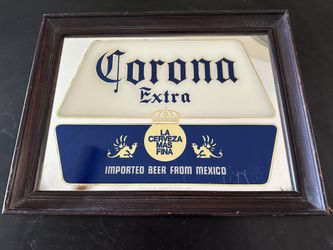 Corona
Extra
LA
CERVEZA
MAS
FINA
IMPORTED BEER FROM MEXICO